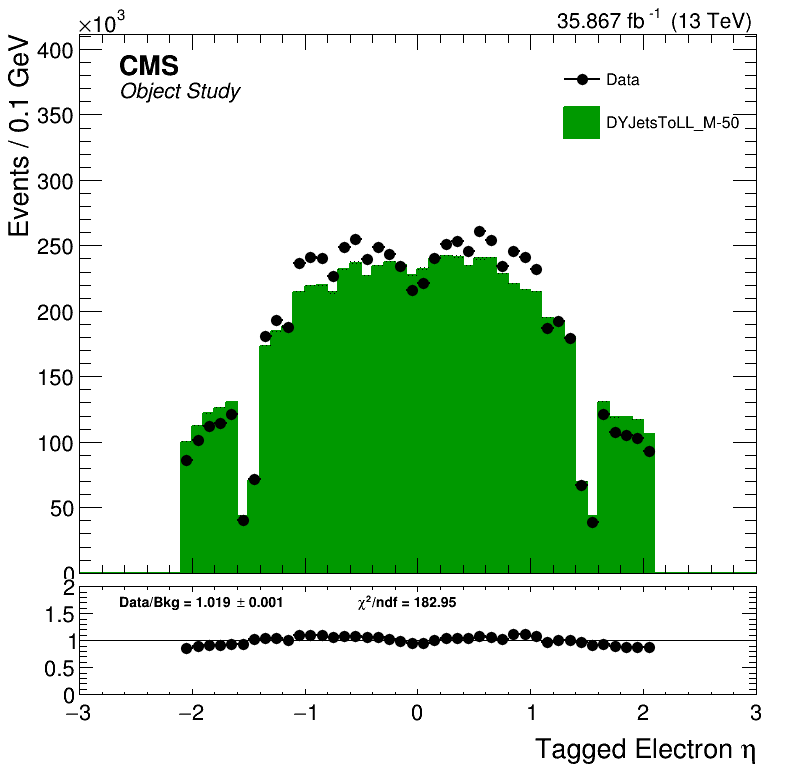 ×10³
35.867 fb⁻¹ (13 TeV)
Events / 0.1 GeV
400
350
300
250
200
150
100
50
0
CMS
Object Study
Data
DYJetsToLL_M-50
2
1.5
1
0.5
0
Data/Bkg = 1.019 ± 0.001
χ²/ndf = 182.95
−3
−2
−1
0
1
2
3
Tagged Electron η